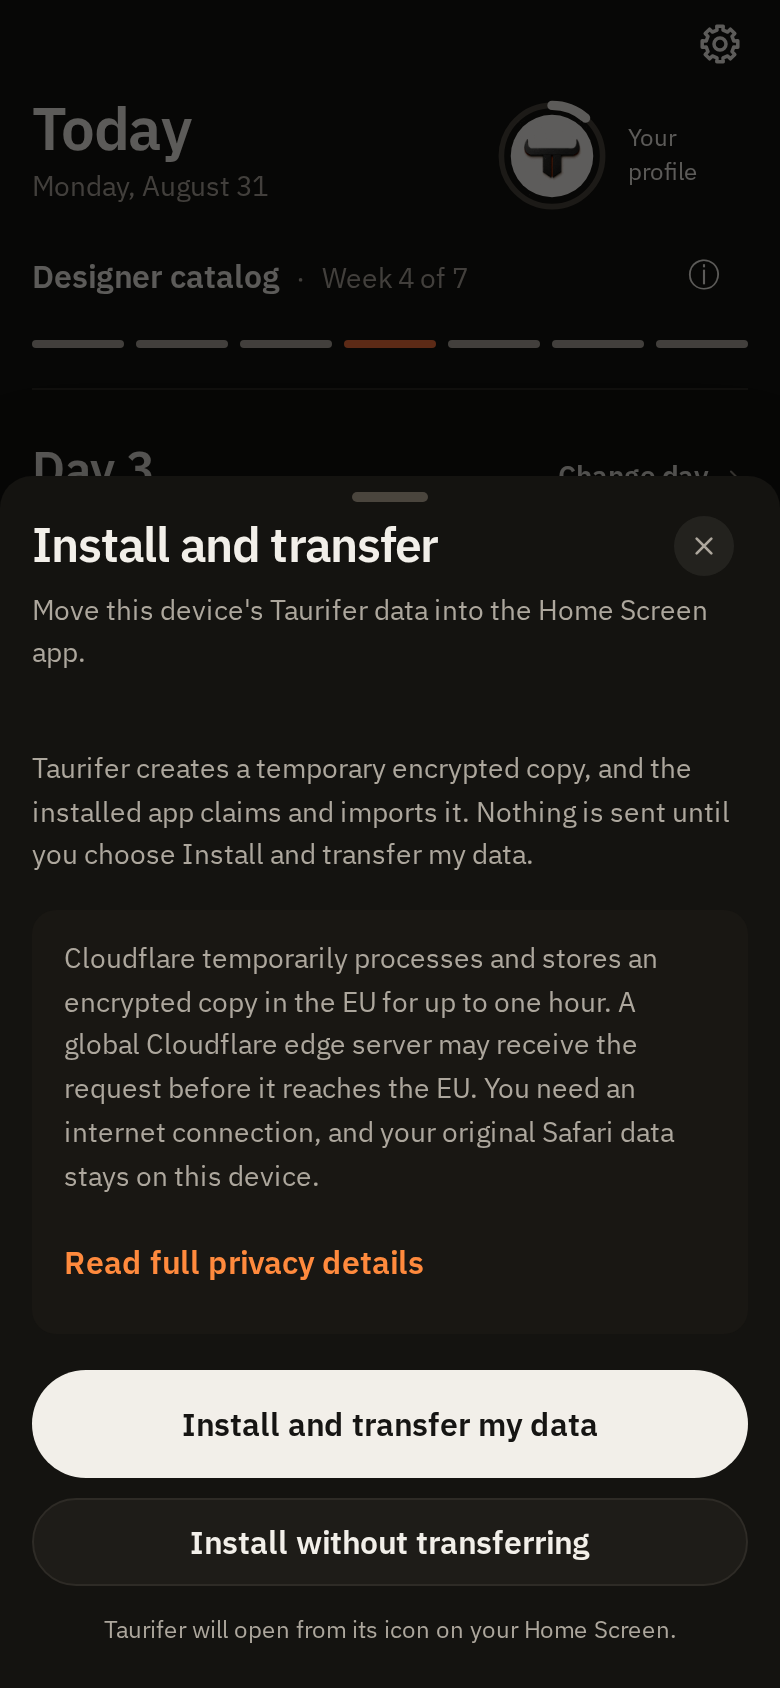 Today
Monday, August 31
Your
profile
Designer catalog · Week 4 of 7
Day 3
Change day
Install and transfer
Move this device's Taurifer data into the Home Screen
app.
Taurifer creates a temporary encrypted copy, and the
installed app claims and imports it. Nothing is sent until
you choose Install and transfer my data.
Cloudflare temporarily processes and stores an
encrypted copy in the EU for up to one hour. A
global Cloudflare edge server may receive the
request before it reaches the EU. You need an
internet connection, and your original Safari data
stays on this device.
Read full privacy details
Install and transfer my data
Install without transferring
Taurifer will open from its icon on your Home Screen.